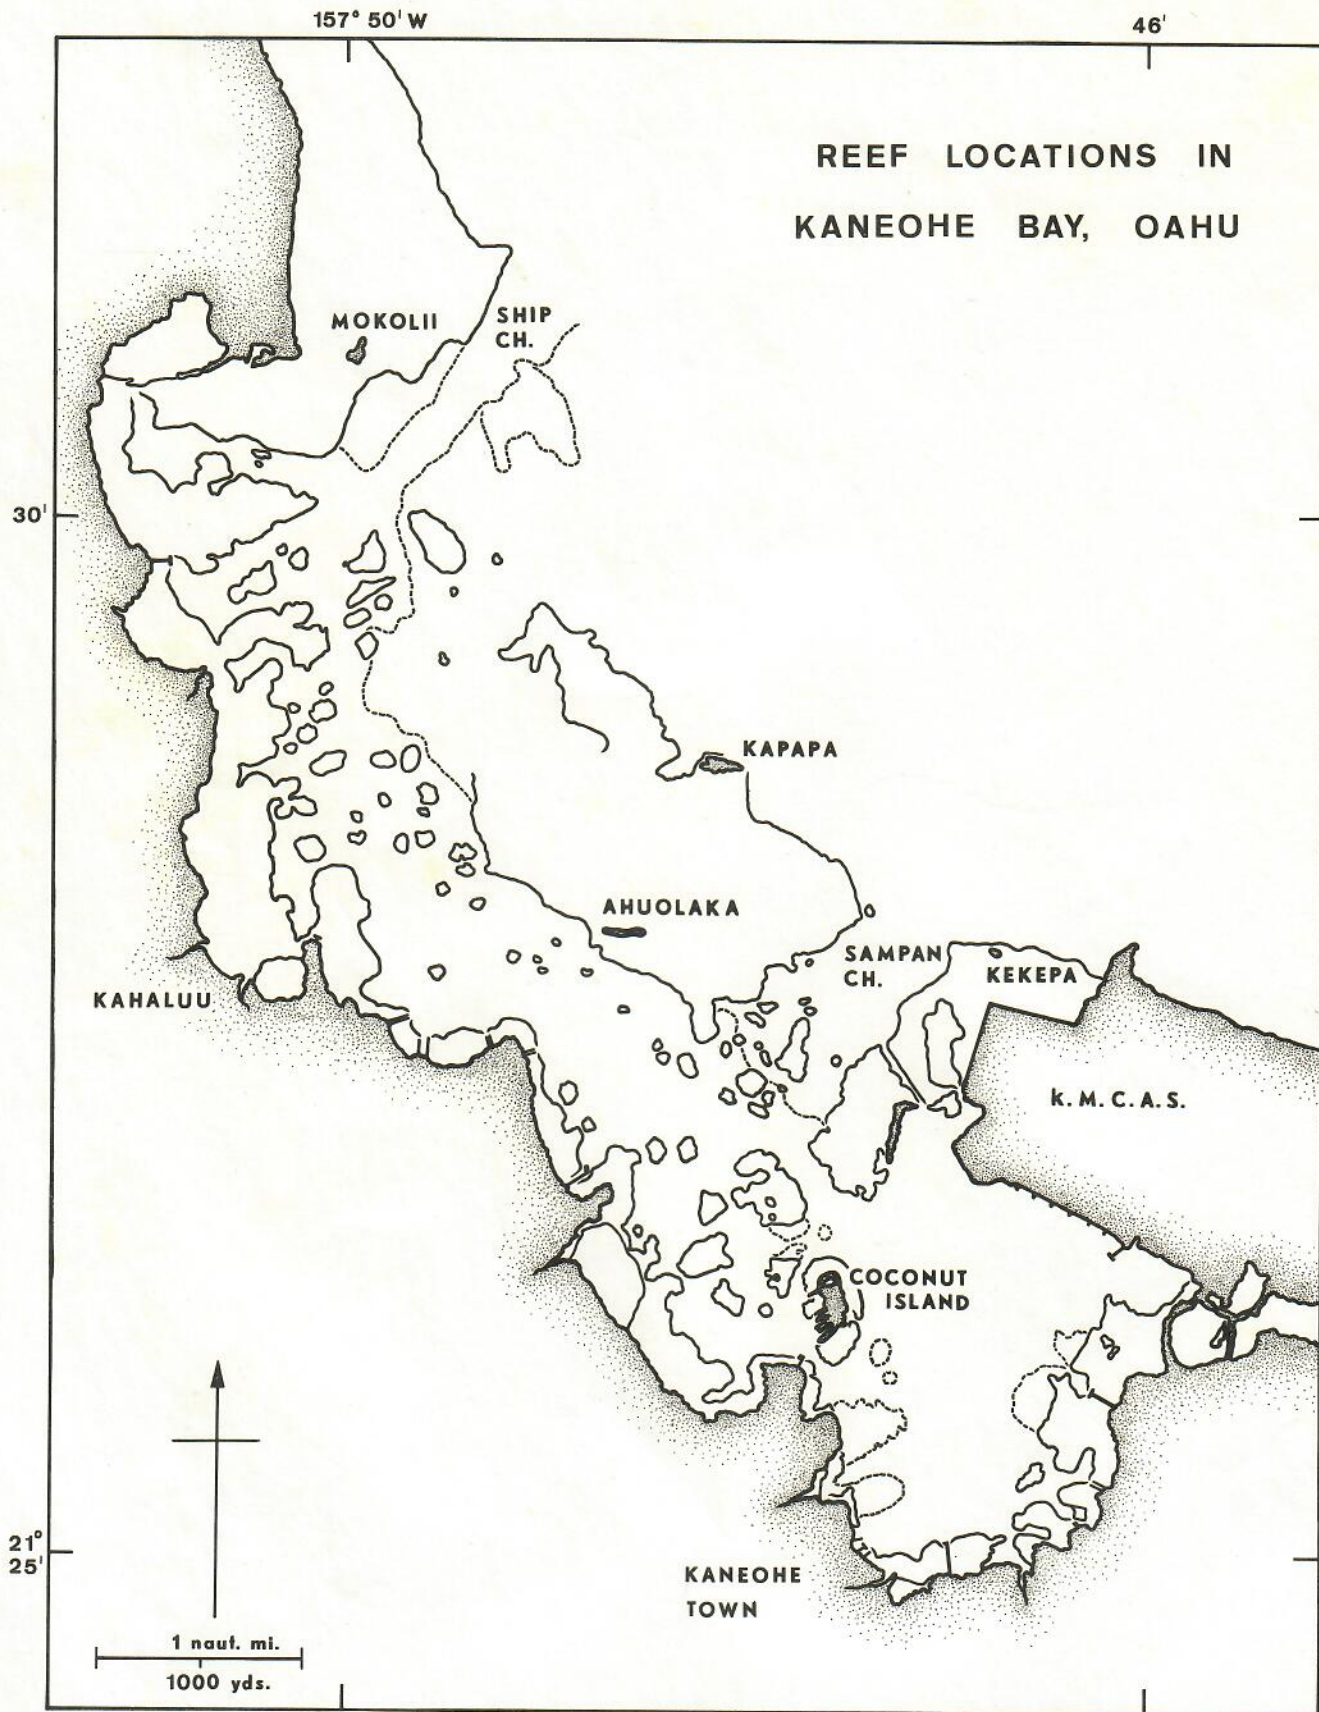 157° 50' W
46'
REEF LOCATIONS IN
KANEOHE BAY, OAHU
MOKOLII
SHIP
CH.
30'
KAPAPA
AHUOLAKA
SAMPAN
CH.
KEKEPA
KAHALUU
k. M. C. A. S.
COCONUT
ISLAND
21°
25'
KANEOHE
TOWN
1 naut. mi.
1000 yds.